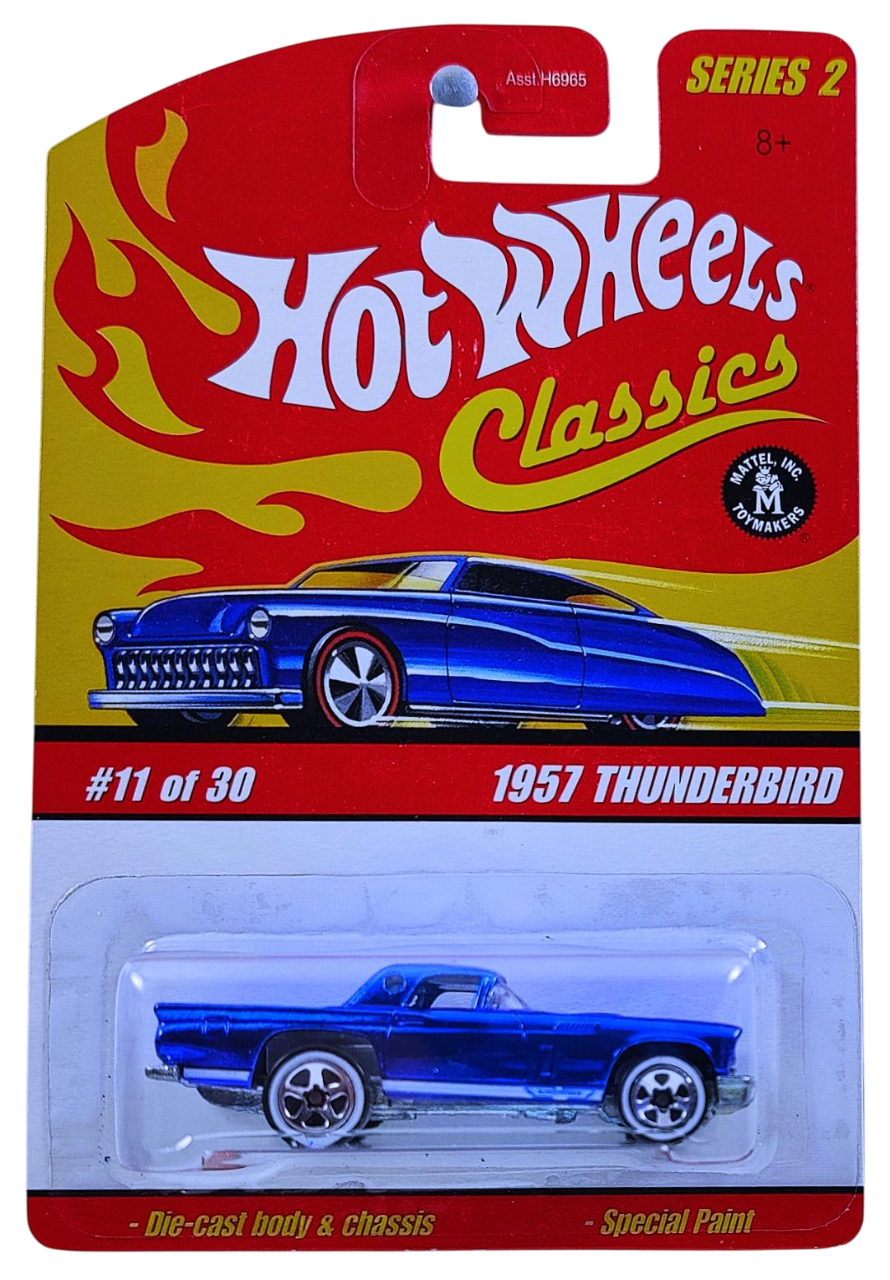 Asst.H6965
SERIES 2
8+
Hot Wheels®
Classics
MATTEL, INC.
M
TOYMAKERS
®
#11 of 30
1957 THUNDERBIRD
- Die-cast body & chassis
- Special Paint